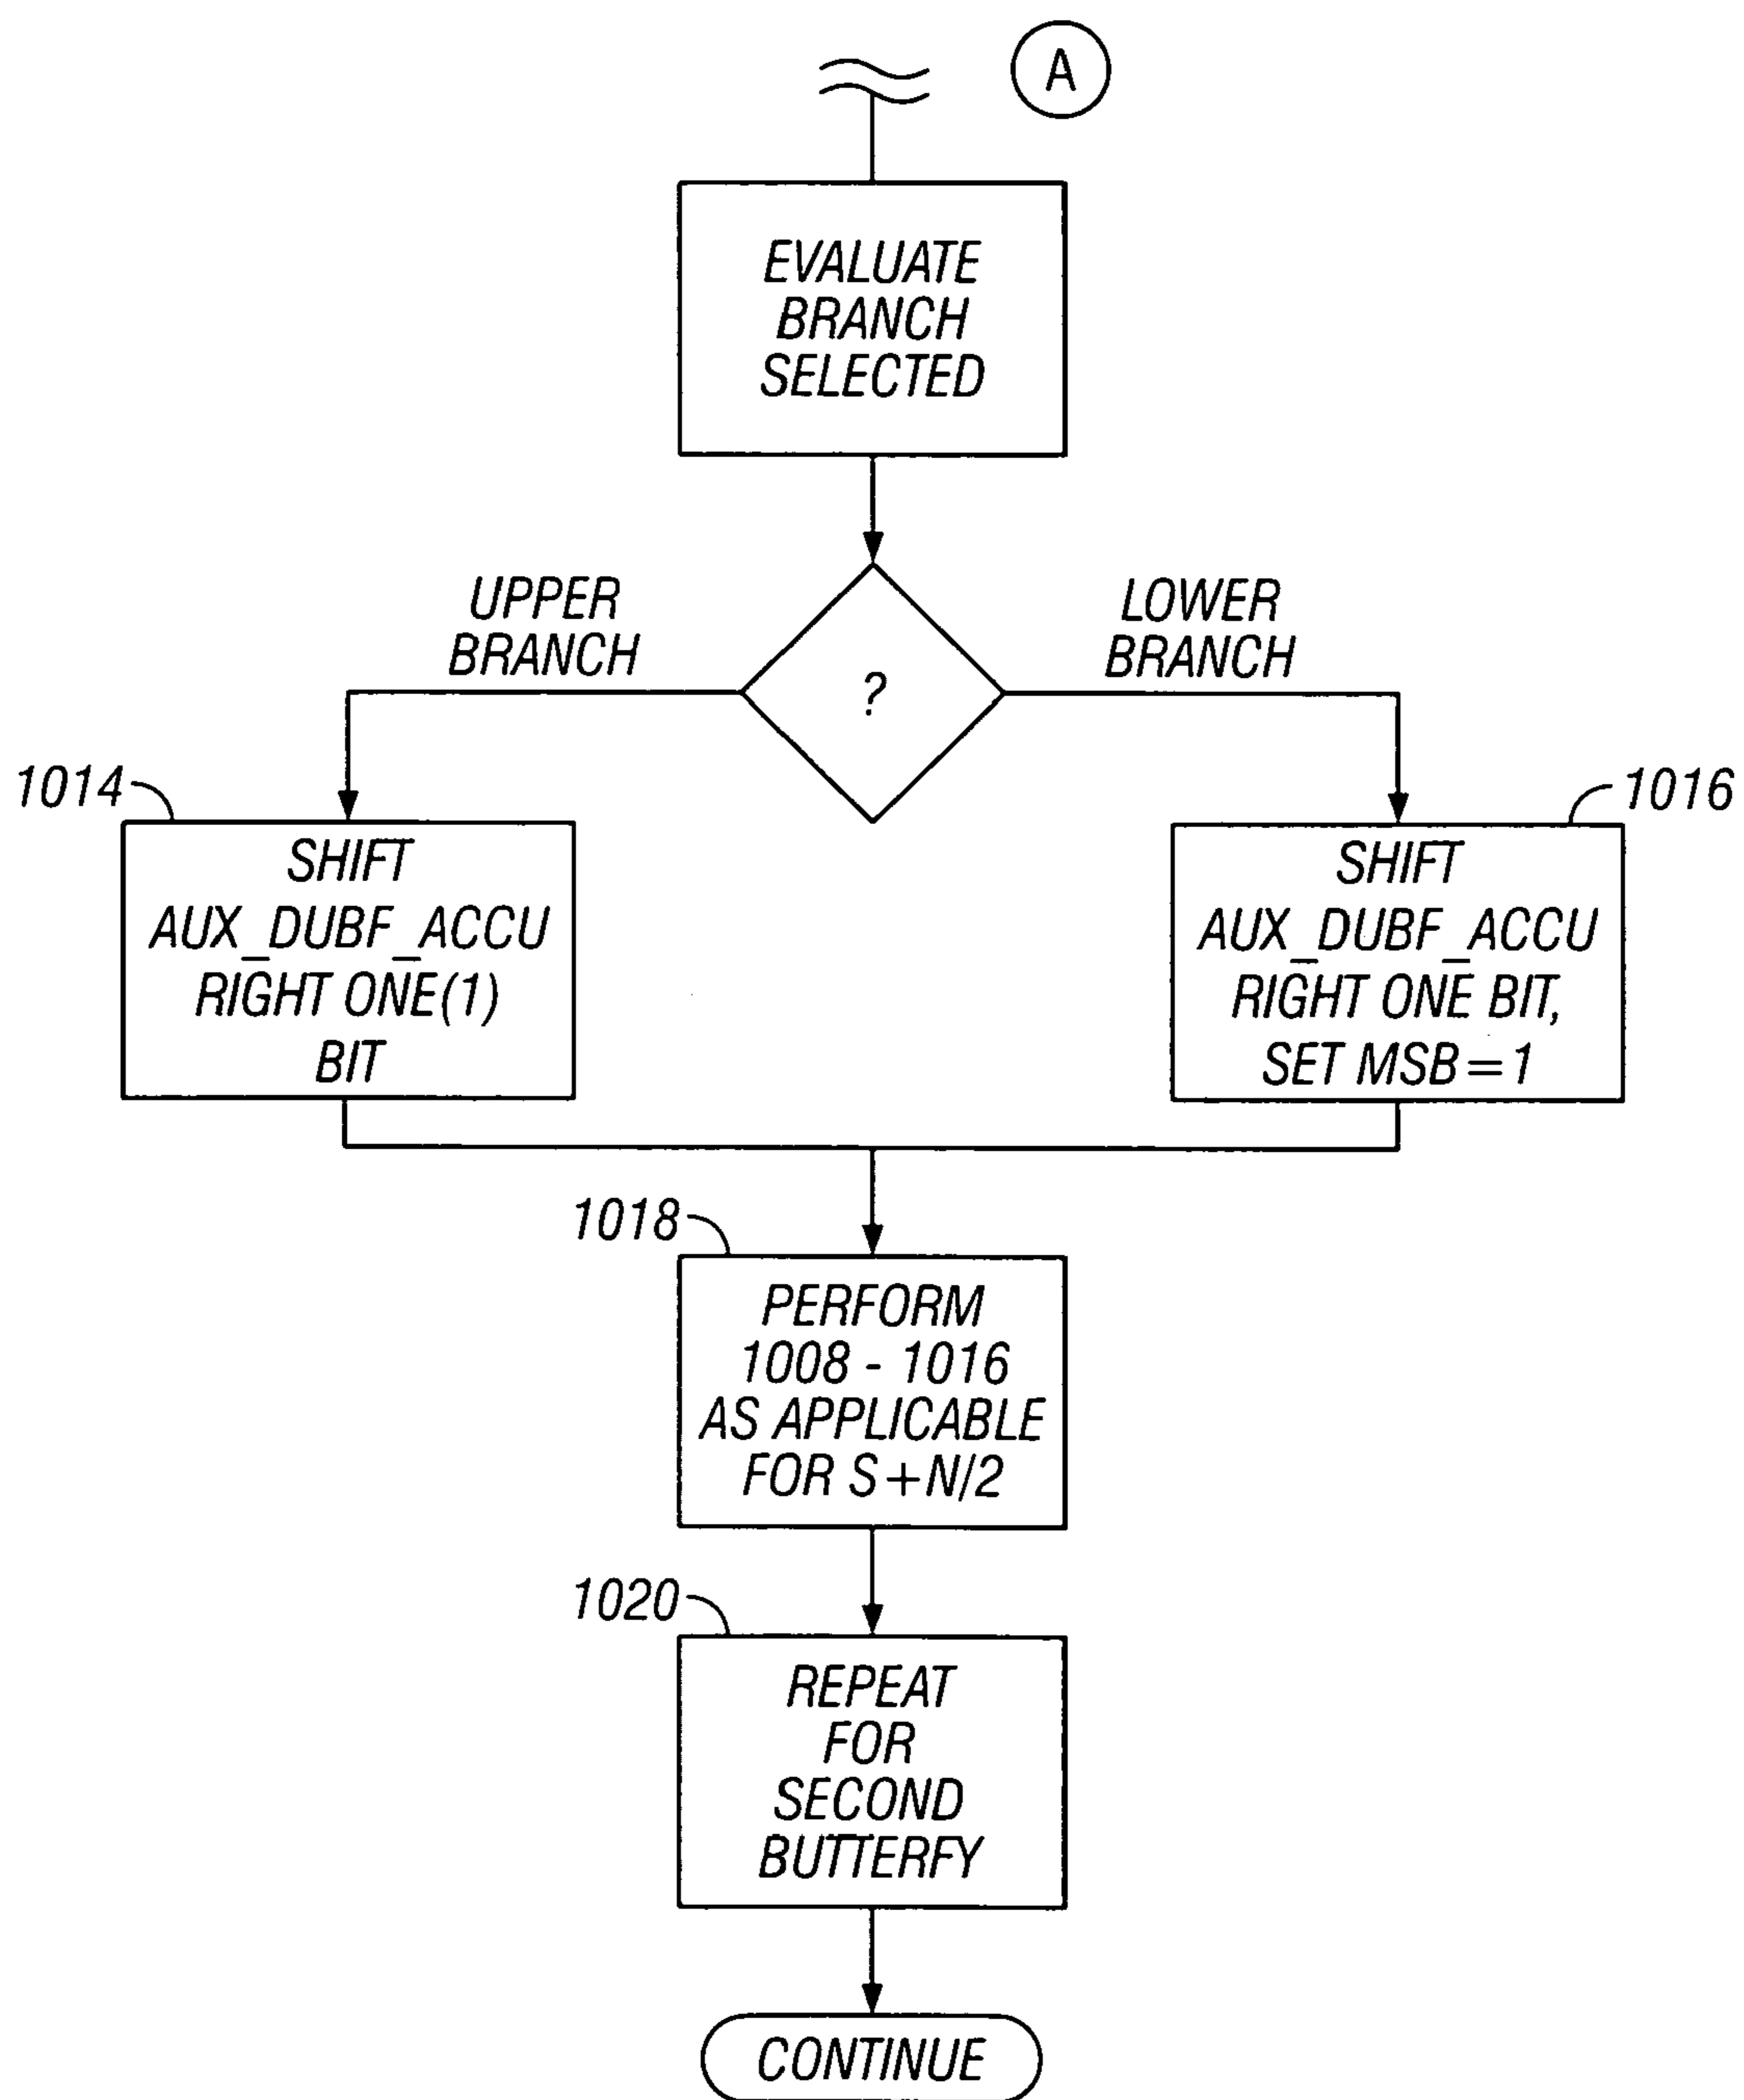 A
EVALUATE
BRANCH
SELECTED
UPPER
BRANCH
LOWER
BRANCH
?
1014
1016
SHIFT
AUX_DUBF_ACCU
RIGHT ONE(1)
BIT
SHIFT
AUX_DUBF_ACCU
RIGHT ONE BIT,
SET MSB=1
1018
PERFORM
1008 - 1016
AS APPLICABLE
FOR S+N/2
1020
REPEAT
FOR
SECOND
BUTTERFY
CONTINUE